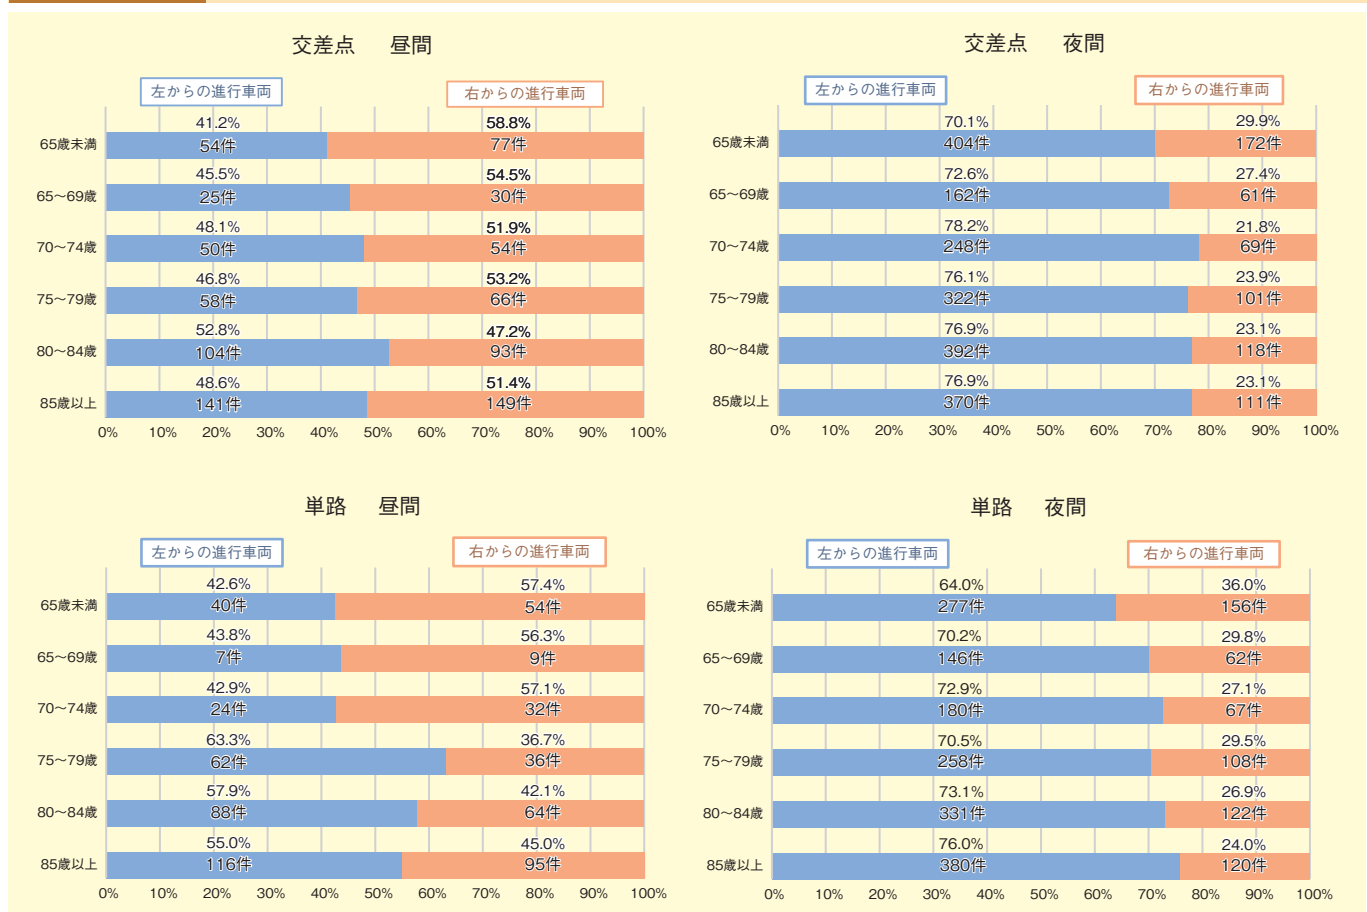 交差点 昼間
左からの進行車両 右からの進行車両
41.2% 58.8%
65歳未満 54件 77件
45.5% 54.5%
65～69歳 25件 30件
48.1% 51.9%
70～74歳 50件 54件
46.8% 53.2%
75～79歳 58件 66件
52.8% 47.2%
80～84歳 104件 93件
48.6% 51.4%
85歳以上 141件 149件
0% 10% 20% 30% 40% 50% 60% 70% 80% 90% 100%
交差点 夜間
左からの進行車両 右からの進行車両
70.1% 29.9%
65歳未満 404件 172件
72.6% 27.4%
65～69歳 162件 61件
78.2% 21.8%
70～74歳 248件 69件
76.1% 23.9%
75～79歳 322件 101件
76.9% 23.1%
80～84歳 392件 118件
76.9% 23.1%
85歳以上 370件 111件
0% 10% 20% 30% 40% 50% 60% 70% 80% 90% 100%
単路 昼間
左からの進行車両 右からの進行車両
42.6% 57.4%
65歳未満 40件 54件
43.8% 56.3%
65～69歳 7件 9件
42.9% 57.1%
70～74歳 24件 32件
63.3% 36.7%
75～79歳 62件 36件
57.9% 42.1%
80～84歳 88件 64件
55.0% 45.0%
85歳以上 116件 95件
0% 10% 20% 30% 40% 50% 60% 70% 80% 90% 100%
単路 夜間
左からの進行車両 右からの進行車両
64.0% 36.0%
65歳未満 277件 156件
70.2% 29.8%
65～69歳 146件 62件
72.9% 27.1%
70～74歳 180件 67件
70.5% 29.5%
75～79歳 258件 108件
73.1% 26.9%
80～84歳 331件 122件
76.0% 24.0%
85歳以上 380件 120件
0% 10% 20% 30% 40% 50% 60% 70% 80% 90% 100%